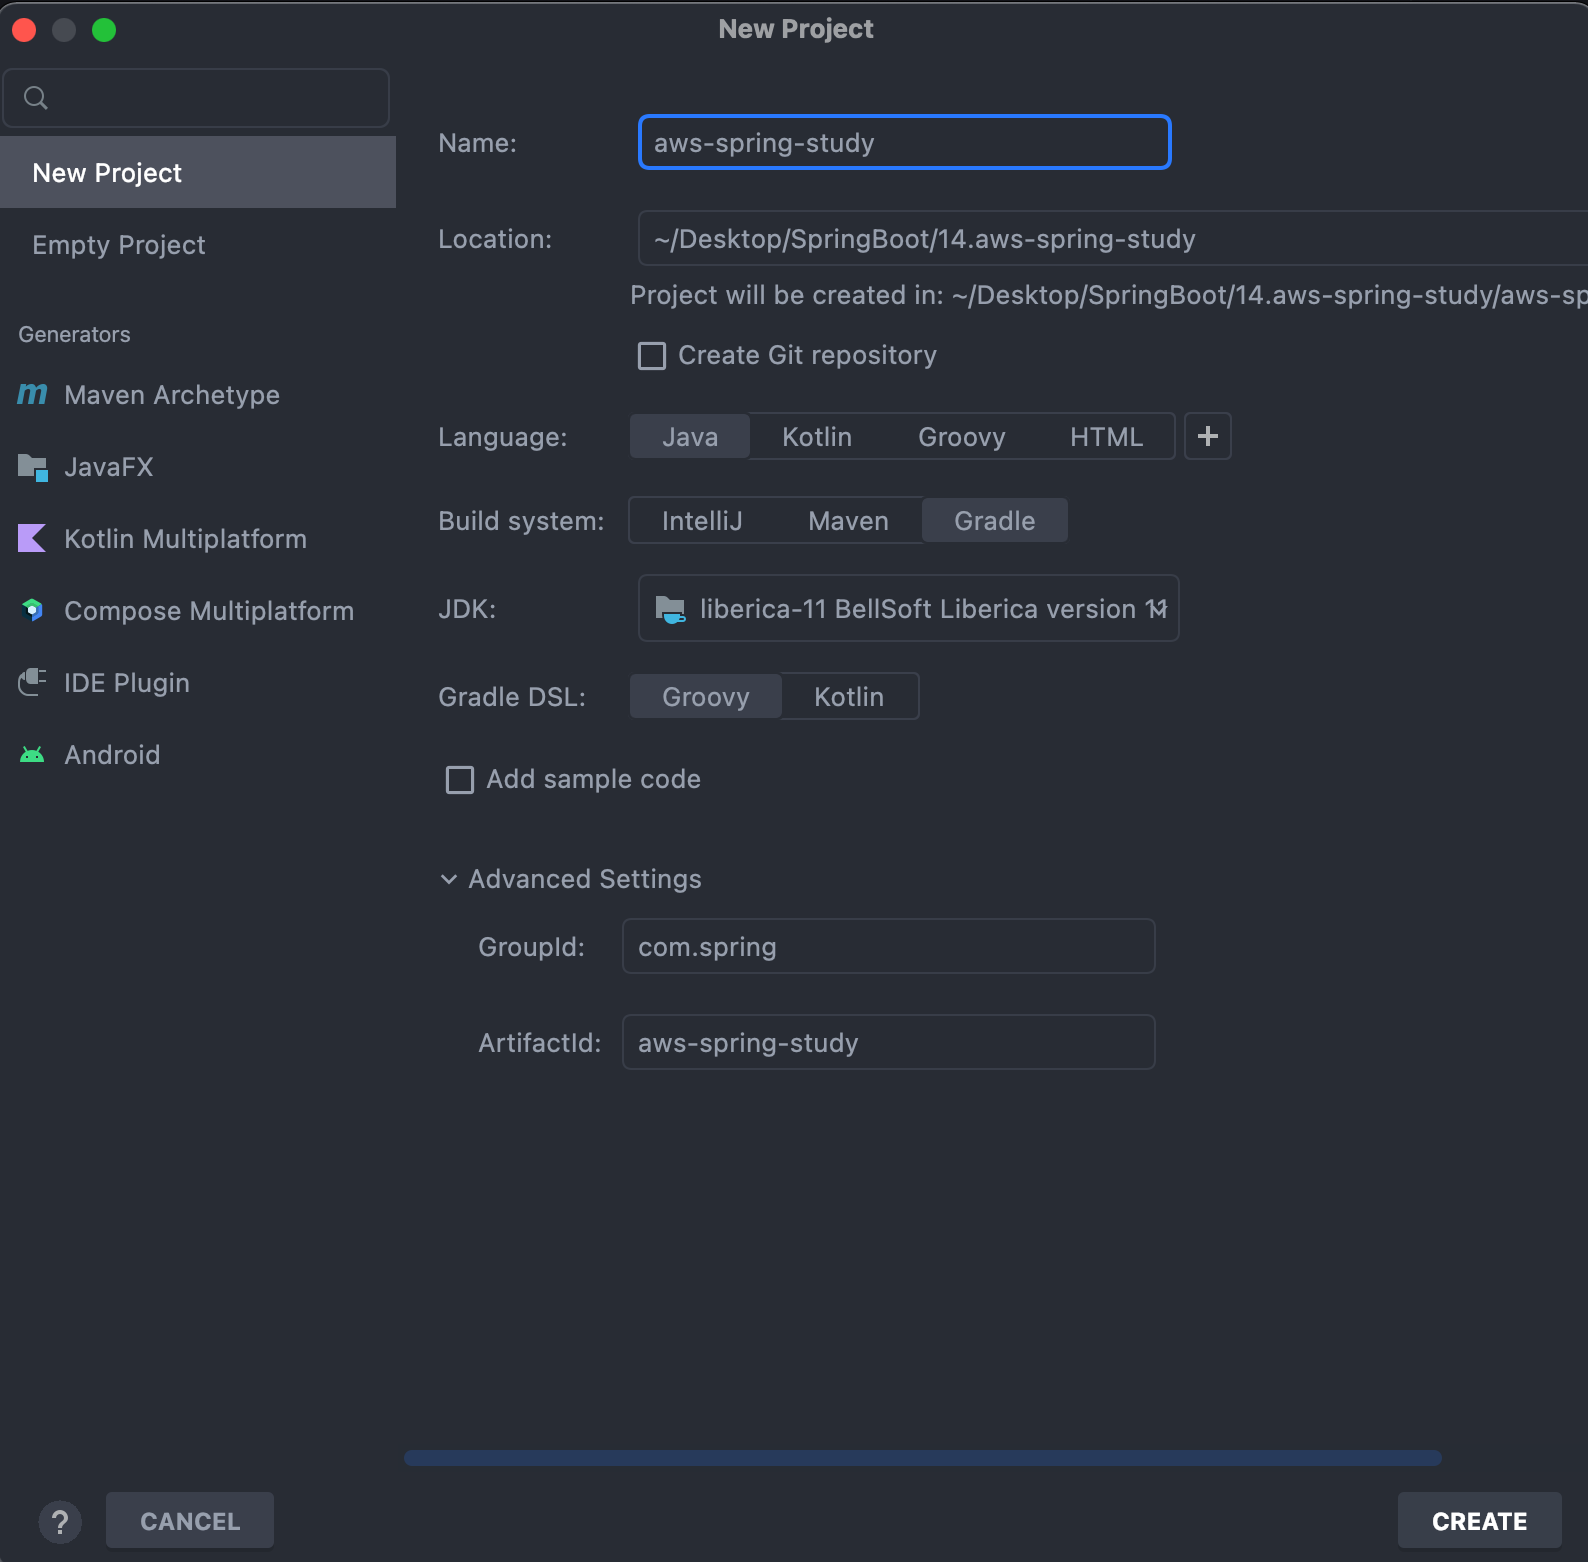 New Project
New Project
Empty Project
Generators
Maven Archetype
JavaFX
Kotlin Multiplatform
Compose Multiplatform
IDE Plugin
Android
Name: aws-spring-study
Location: ~/Desktop/SpringBoot/14.aws-spring-study
Project will be created in: ~/Desktop/SpringBoot/14.aws-spring-study/aws-sp
Create Git repository
Language: Java Kotlin Groovy HTML +
Build system: IntelliJ Maven Gradle
JDK: liberica-11 BellSoft Liberica version 11
Gradle DSL: Groovy Kotlin
Add sample code
Advanced Settings
GroupId: com.spring
ArtifactId: aws-spring-study
? CANCEL CREATE